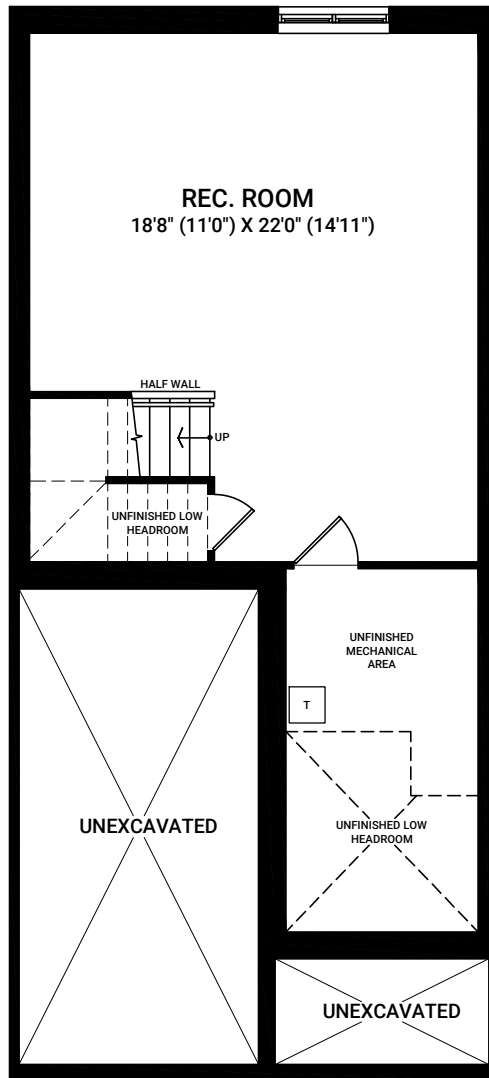 REC. ROOM
18'8" (11'0") X 22'0" (14'11")
HALF WALL
UP
UNFINISHED LOW
HEADROOM
UNFINISHED
MECHANICAL
AREA
T
UNEXCAVATED
UNFINISHED LOW
HEADROOM
UNEXCAVATED